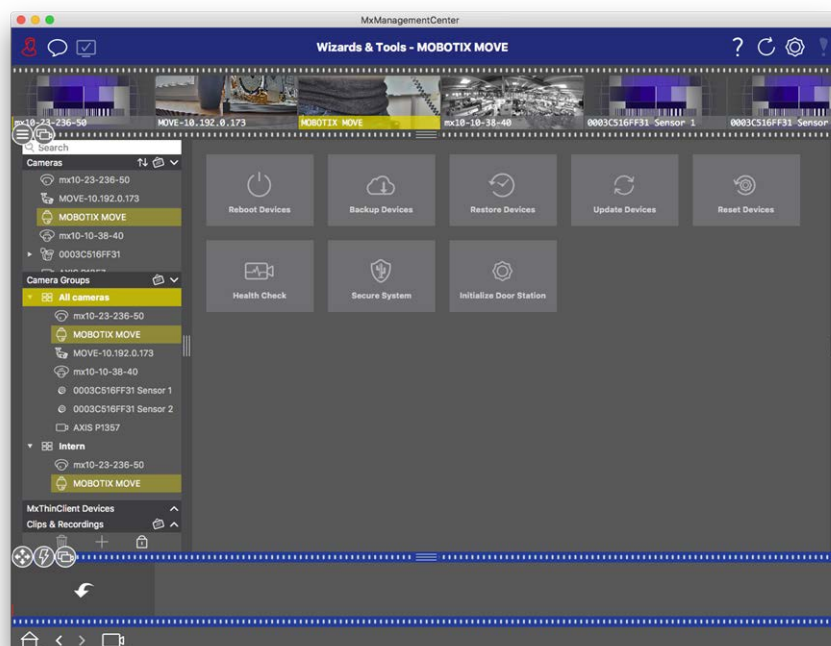 MxManagementCenter
Wizards & Tools - MOBOTIX MOVE
mx10-23-236-50
MOVE-10.192.0.173
MOBOTIX MOVE
mx10-10-38-40
0003C516FF31 Sensor 1
0003C516FF31 Sensor
Search
Cameras
mx10-23-236-50
MOVE-10.192.0.173
MOBOTIX MOVE
mx10-10-38-40
0003C516FF31
AXIS P1357
Camera Groups
All cameras
mx10-23-236-50
MOBOTIX MOVE
MOVE-10.192.0.173
mx10-10-38-40
0003C516FF31 Sensor 1
0003C516FF31 Sensor 2
AXIS P1357
Intern
mx10-23-236-50
MOBOTIX MOVE
MxThinClient Devices
Clips & Recordings
Reboot Devices
Backup Devices
Restore Devices
Update Devices
Reset Devices
Health Check
Secure System
Initialize Door Station